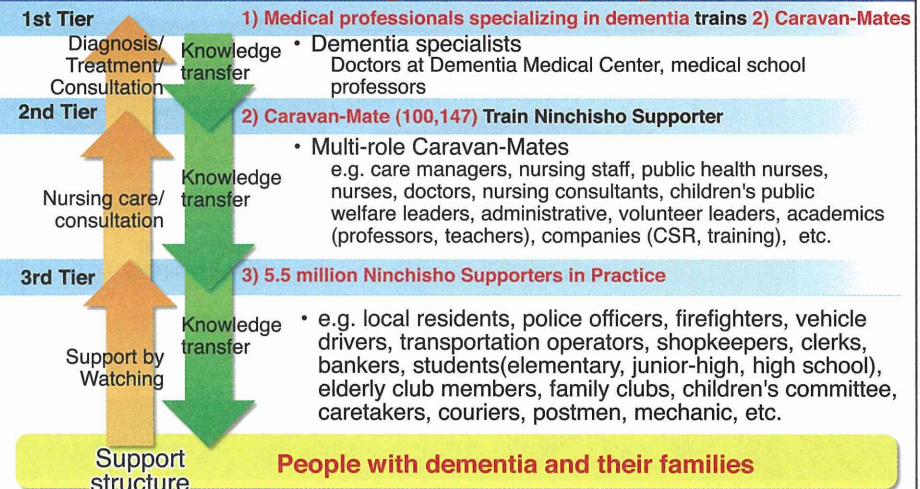 1st Tier
1) Medical professionals specializing in dementia trains 2) Caravan-Mates
Diagnosis/
Treatment/
Consultation
Knowledge
transfer
• Dementia specialists
Doctors at Dementia Medical Center, medical school
professors
2nd Tier
2) Caravan-Mate (100,147) Train Ninchisho Supporter
Nursing care/
consultation
Knowledge
transfer
• Multi-role Caravan-Mates
e.g. care managers, nursing staff, public health nurses,
nurses, doctors, nursing consultants, children's public
welfare leaders, administrative, volunteer leaders, academics
(professors, teachers), companies (CSR, training), etc.
3rd Tier
3) 5.5 million Ninchisho Supporters in Practice
Support by
Watching
Knowledge
transfer
• e.g. local residents, police officers, firefighters, vehicle
drivers, transportation operators, shopkeepers, clerks,
bankers, students(elementary, junior-high, high school),
elderly club members, family clubs, children's committee,
caretakers, couriers, postmen, mechanic, etc.
Support
structure
People with dementia and their families